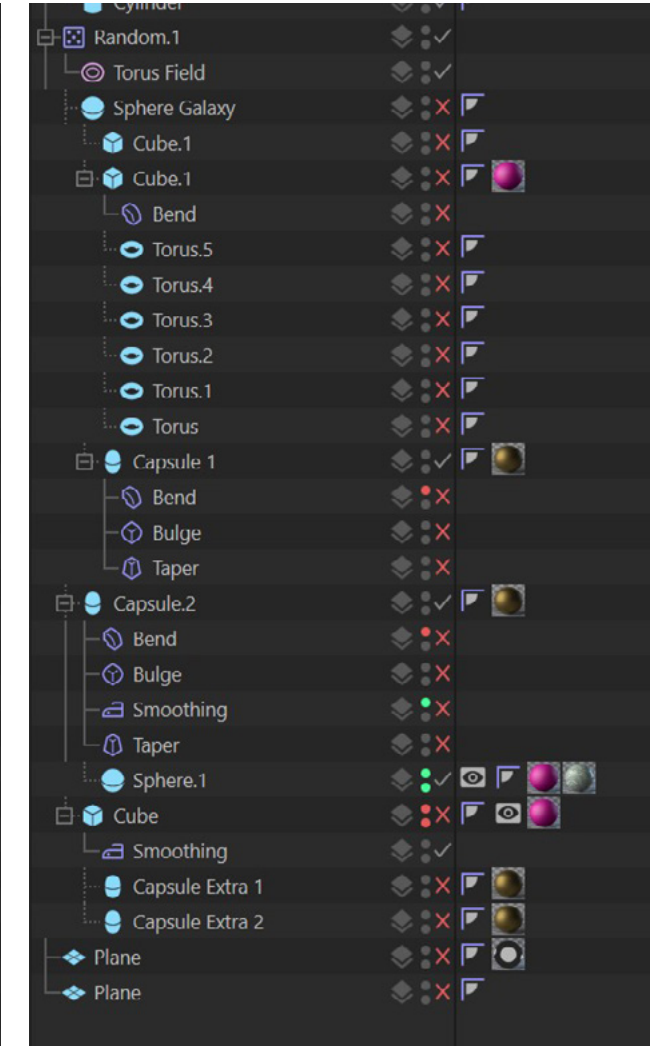 Cylinder
Random.1
Torus Field
Sphere Galaxy
Cube.1
Cube.1
Bend
Torus.5
Torus.4
Torus.3
Torus.2
Torus.1
Torus
Capsule 1
Bend
Bulge
Taper
Capsule.2
Bend
Bulge
Smoothing
Taper
Sphere.1
Cube
Smoothing
Capsule Extra 1
Capsule Extra 2
Plane
Plane